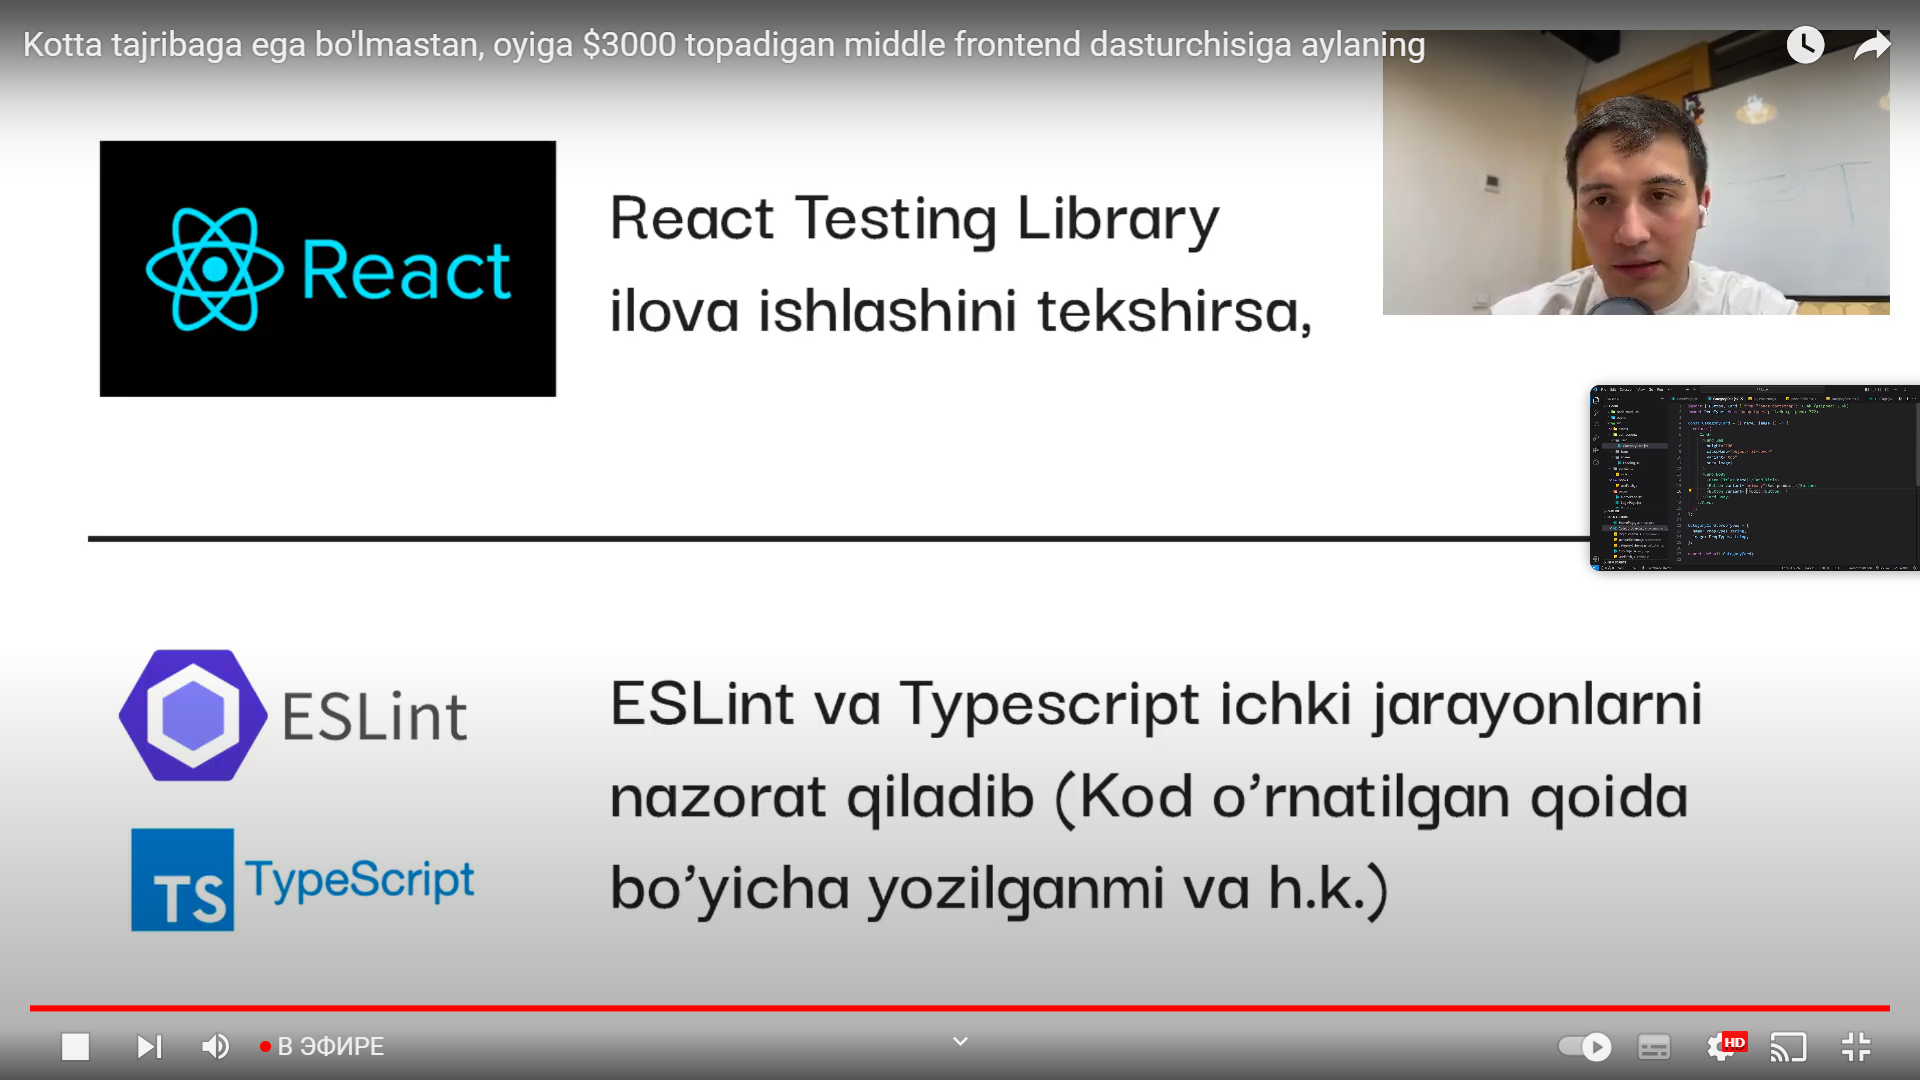 Kotta tajribaga ega bo'lmastan, oyiga $3000 topadigan middle frontend dasturchisiga aylaning
React
React Testing Library
ilova ishlashini tekshirsa,
ESLint
TS TypeScript
ESLint va Typescript ichki jarayonlarni
nazorat qiladib (Kod o’rnatilgan qoida
bo’yicha yozilganmi va h.k.)
В ЭФИРЕ
HD